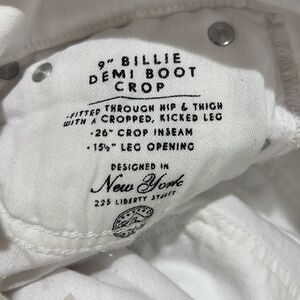 9" BILLIE
DEMI BOOT
CROP
-FITTED THROUGH HIP & THIGH
WITH A CROPPED, KICKED LEG
-26" CROP INSEAM
-15½" LEG OPENING
DESIGNED IN
New York
225 LIBERTY STREET